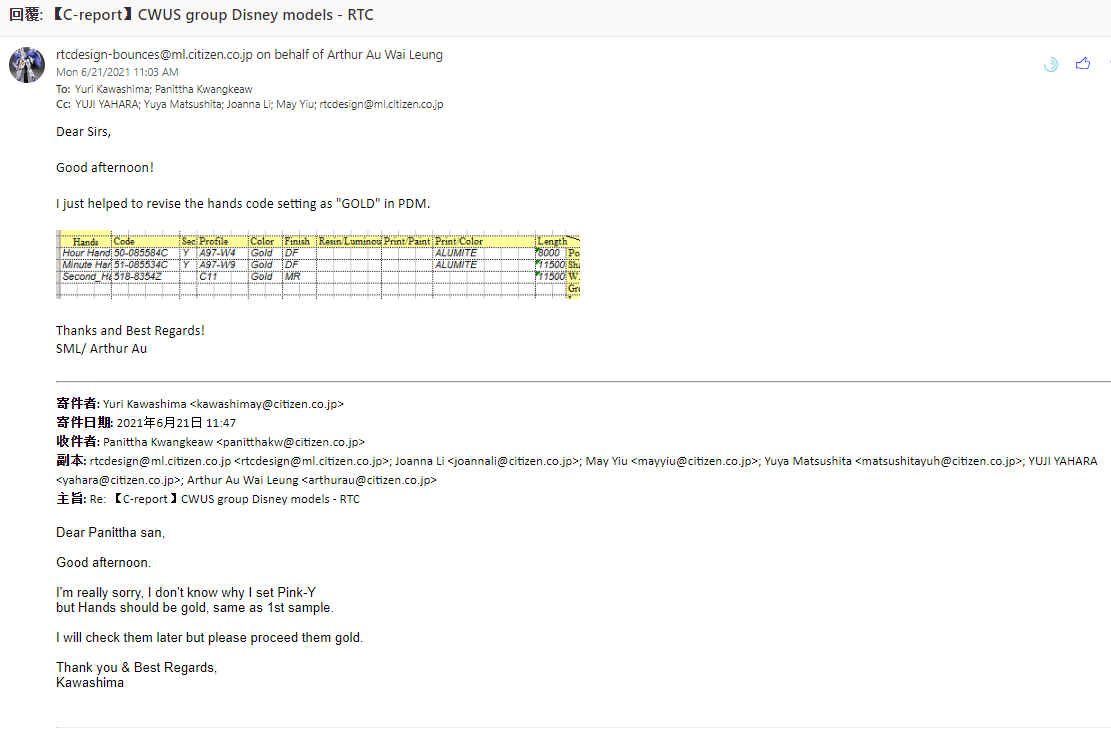 回覆: 【C-report】CWUS group Disney models - RTC
rtcdesign-bounces@ml.citizen.co.jp on behalf of Arthur Au Wai Leung
Mon 6/21/2021 11:03 AM
To: Yuri Kawashima; Panittha Kwangkeaw
Cc: YUJI YAHARA; Yuya Matsushita; Joanna Li; May Yiu; rtcdesign@ml.citizen.co.jp
Dear Sirs,
Good afternoon!
I just helped to revise the hands code setting as "GOLD" in PDM.
Hands Code Sec Profile Color Finish Resin/Luminou Print/Paint Print/Color Length
Hour Hand 50-085584C Y A97-W4 Gold DF ALUMITE 8000 Po
Minute Har 51-085534C Y A97-W9 Gold DF ALUMITE 11500 Sha
Second_Ha 518-8354Z C11 Gold MR 11500 W.
Gre
Thanks and Best Regards!
SML/ Arthur Au
寄件者: Yuri Kawashima <kawashimay@citizen.co.jp>
寄件日期: 2021年6月21日 11:47
收件者: Panittha Kwangkeaw <panitthakw@citizen.co.jp>
副本: rtcdesign@ml.citizen.co.jp <rtcdesign@ml.citizen.co.jp>; Joanna Li <joannali@citizen.co.jp>; May Yiu <mayyiu@citizen.co.jp>; Yuya Matsushita <matsushitayuh@citizen.co.jp>; YUJI YAHARA
<yahara@citizen.co.jp>; Arthur Au Wai Leung <arthurau@citizen.co.jp>
主旨: Re: 【C-report】CWUS group Disney models - RTC
Dear Panittha san,
Good afternoon.
I'm really sorry, I don't know why I set Pink-Y
but Hands should be gold, same as 1st sample.
I will check them later but please proceed them gold.
Thank you & Best Regards,
Kawashima